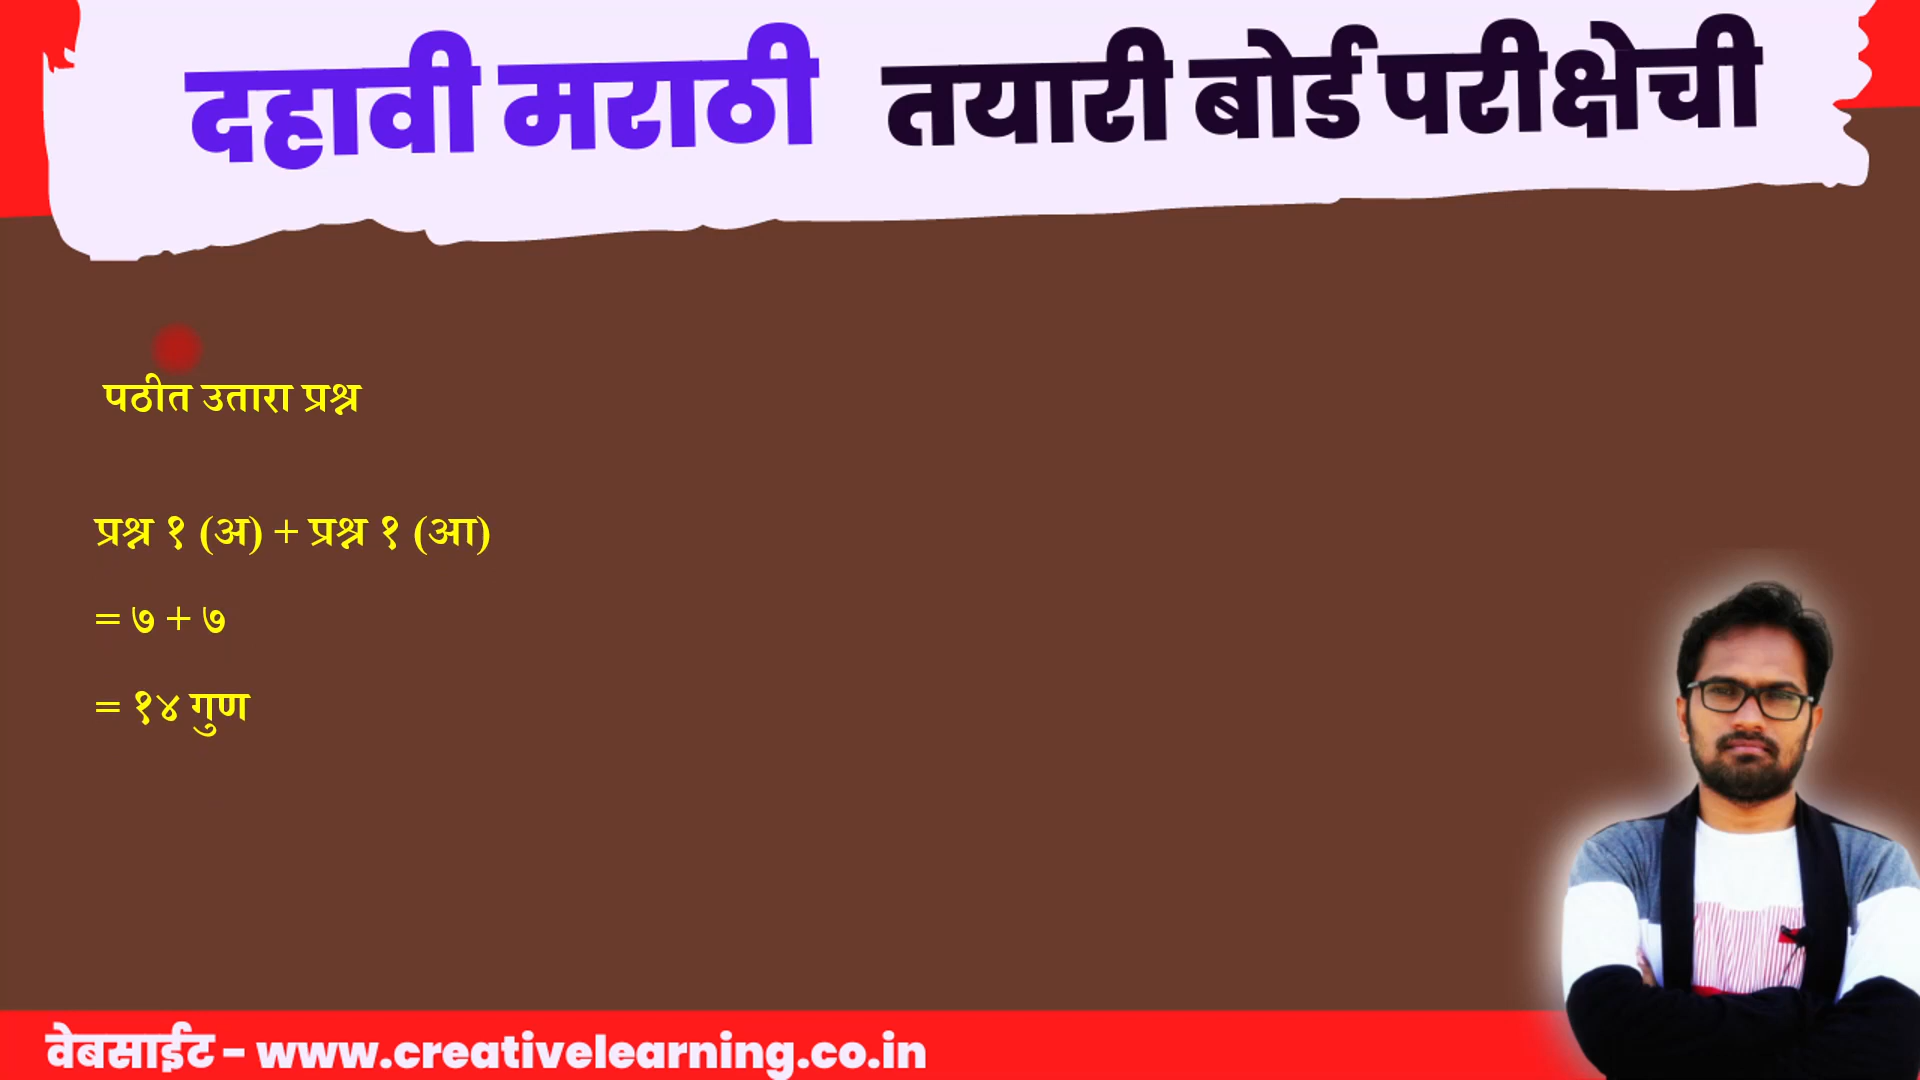 दहावी मराठी तयारी बोर्ड परीक्षेची
पठीत उतारा प्रश्न
प्रश्न १ (अ) + प्रश्न १ (आ)
= ७ + ७
= १४ गुण
वेबसाईट - www.creativelearning.co.in